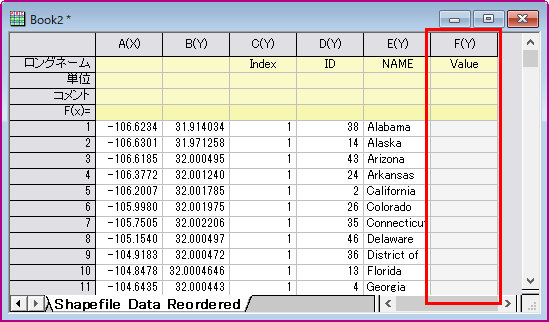 Book2 *
A(X) B(Y) C(Y) D(Y) E(Y) F(Y)
ロングネーム Index ID NAME Value
単位
コメント
F(x)=
1 -106.6234 31.914034 1 38 Alabama
2 -106.6301 31.971258 1 14 Alaska
3 -106.6185 32.000495 1 43 Arizona
4 -106.3772 32.001240 1 24 Arkansas
5 -106.2007 32.001785 1 2 California
6 -105.9980 32.001975 1 26 Colorado
7 -105.7505 32.002206 1 35 Connecticut
8 -105.1540 32.000497 1 46 Delaware
9 -104.9183 32.000472 1 36 District of
10 -104.8478 32.0004646 1 13 Florida
11 -104.6435 32.000443 1 4 Georgia
Shapefile Data Reordered